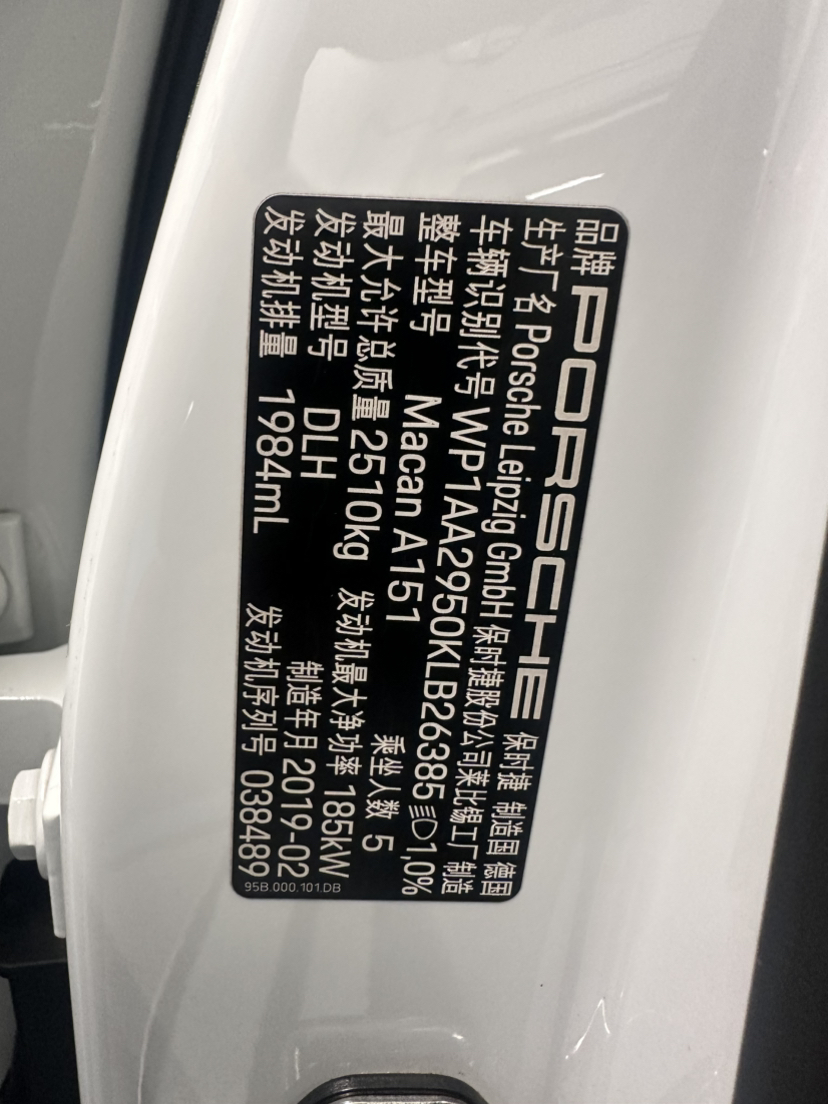 品牌 PORSCHE 保时捷 制造国 德国
生产厂名 Porsche Leipzig GmbH 保时捷股份公司莱比锡工厂 制造
车辆识别代号 WP1AA2950KLB26385 1,0%
整车型号 Macan A151 乘坐人数 5
最大允许总质量 2510kg 发动机最大净功率 185kW
发动机型号 DLH 制造年月 2019-02
发动机排量 1984mL 发动机序列号 038489
95B.000.101.DB